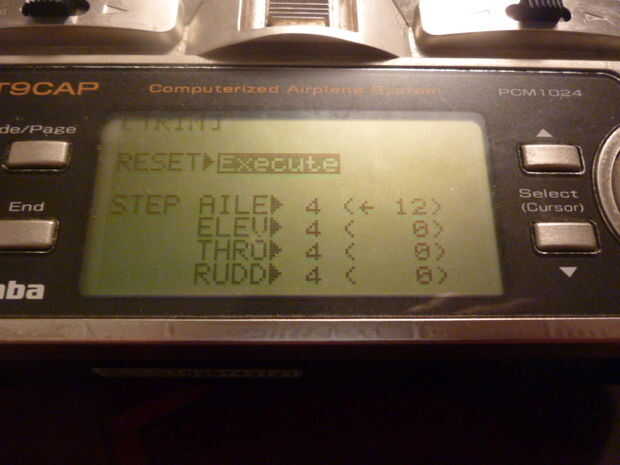 T9CAP Computerized Airplane System PCM1024
de/Page
[TRIM]
RESET▶Execute
End
Select
(Cursor)
STEP AILE▶ 4 (← 12)
ELEV▶ 4 ( 0)
THRO▶ 4 ( 0)
RUDD▶ 4 ( 0)
aba